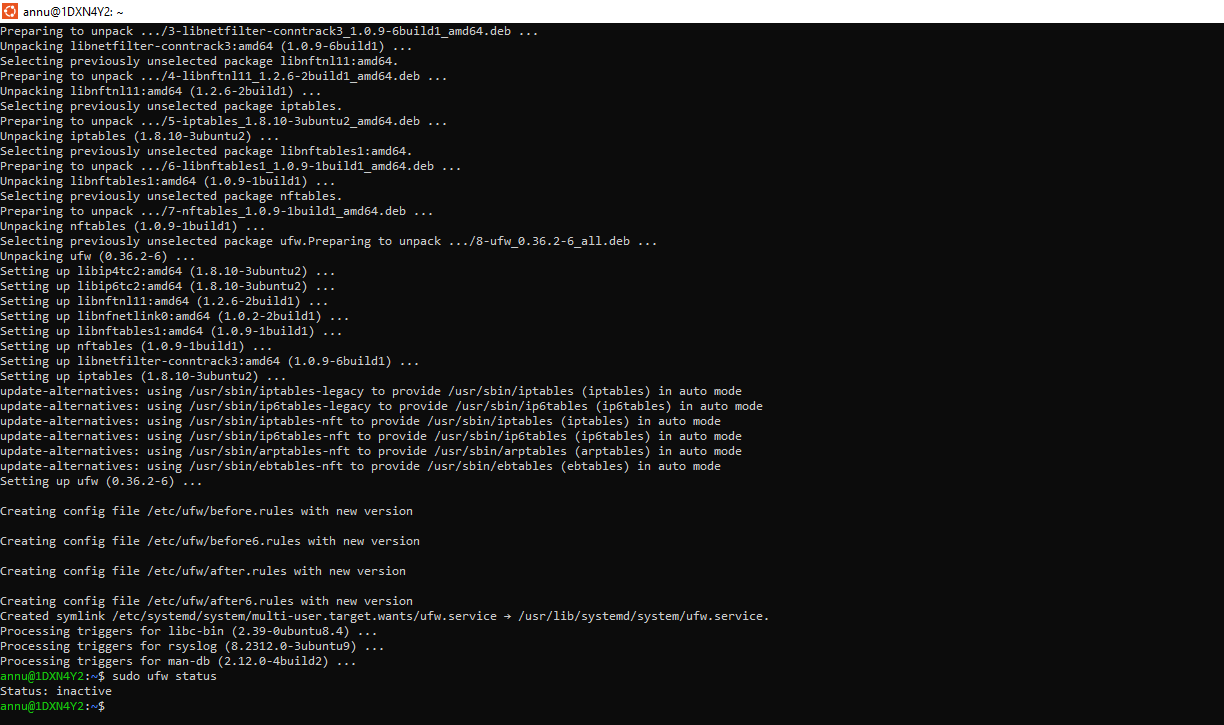 annu@1DXN4Y2: ~
Preparing to unpack .../3-libnetfilter-conntrack3_1.0.9-6build1_amd64.deb ...
Unpacking libnetfilter-conntrack3:amd64 (1.0.9-6build1) ...
Selecting previously unselected package libnftnl11:amd64.
Preparing to unpack .../4-libnftnl11_1.2.6-2build1_amd64.deb ...
Unpacking libnftnl11:amd64 (1.2.6-2build1) ...
Selecting previously unselected package iptables.
Preparing to unpack .../5-iptables_1.8.10-3ubuntu2_amd64.deb ...
Unpacking iptables (1.8.10-3ubuntu2) ...
Selecting previously unselected package libnftables1:amd64.
Preparing to unpack .../6-libnftables1_1.0.9-1build1_amd64.deb ...
Unpacking libnftables1:amd64 (1.0.9-1build1) ...
Selecting previously unselected package nftables.
Preparing to unpack .../7-nftables_1.0.9-1build1_amd64.deb ...
Unpacking nftables (1.0.9-1build1) ...
Selecting previously unselected package ufw.Preparing to unpack .../8-ufw_0.36.2-6_all.deb ...
Unpacking ufw (0.36.2-6) ...
Setting up libip4tc2:amd64 (1.8.10-3ubuntu2) ...
Setting up libip6tc2:amd64 (1.8.10-3ubuntu2) ...
Setting up libnftnl11:amd64 (1.2.6-2build1) ...
Setting up libnfnetlink0:amd64 (1.0.2-2build1) ...
Setting up libnftables1:amd64 (1.0.9-1build1) ...
Setting up nftables (1.0.9-1build1) ...
Setting up libnetfilter-conntrack3:amd64 (1.0.9-6build1) ...
Setting up iptables (1.8.10-3ubuntu2) ...
update-alternatives: using /usr/sbin/iptables-legacy to provide /usr/sbin/iptables (iptables) in auto mode
update-alternatives: using /usr/sbin/ip6tables-legacy to provide /usr/sbin/ip6tables (ip6tables) in auto mode
update-alternatives: using /usr/sbin/iptables-nft to provide /usr/sbin/iptables (iptables) in auto mode
update-alternatives: using /usr/sbin/ip6tables-nft to provide /usr/sbin/ip6tables (ip6tables) in auto mode
update-alternatives: using /usr/sbin/arptables-nft to provide /usr/sbin/arptables (arptables) in auto mode
update-alternatives: using /usr/sbin/ebtables-nft to provide /usr/sbin/ebtables (ebtables) in auto mode
Setting up ufw (0.36.2-6) ...
Creating config file /etc/ufw/before.rules with new version
Creating config file /etc/ufw/before6.rules with new version
Creating config file /etc/ufw/after.rules with new version
Creating config file /etc/ufw/after6.rules with new version
Created symlink /etc/systemd/system/multi-user.target.wants/ufw.service → /usr/lib/systemd/system/ufw.service.
Processing triggers for libc-bin (2.39-0ubuntu8.4) ...
Processing triggers for rsyslog (8.2312.0-3ubuntu9) ...
Processing triggers for man-db (2.12.0-4build2) ...
annu@1DXN4Y2:~$ sudo ufw status
Status: inactive
annu@1DXN4Y2:~$